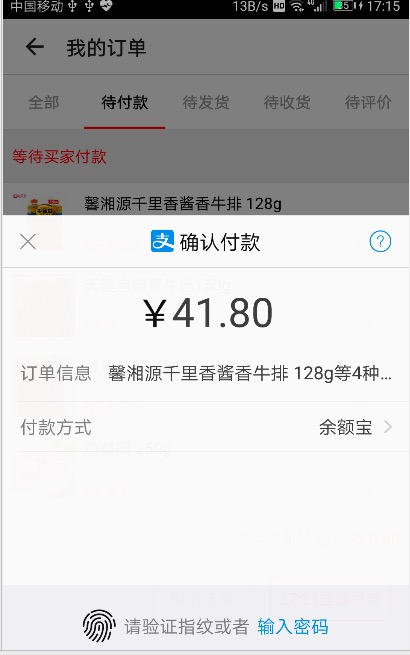 中国移动 13B/s HD 4G 35 17:15
我的订单
全部 待付款 待发货 待收货 待评价
等待买家付款
馨湘源千里香酱香牛排 128g
支 确认付款 ?
￥41.80
订单信息 馨湘源千里香酱香牛排 128g等4种...
付款方式 余额宝
请验证指纹或者 输入密码